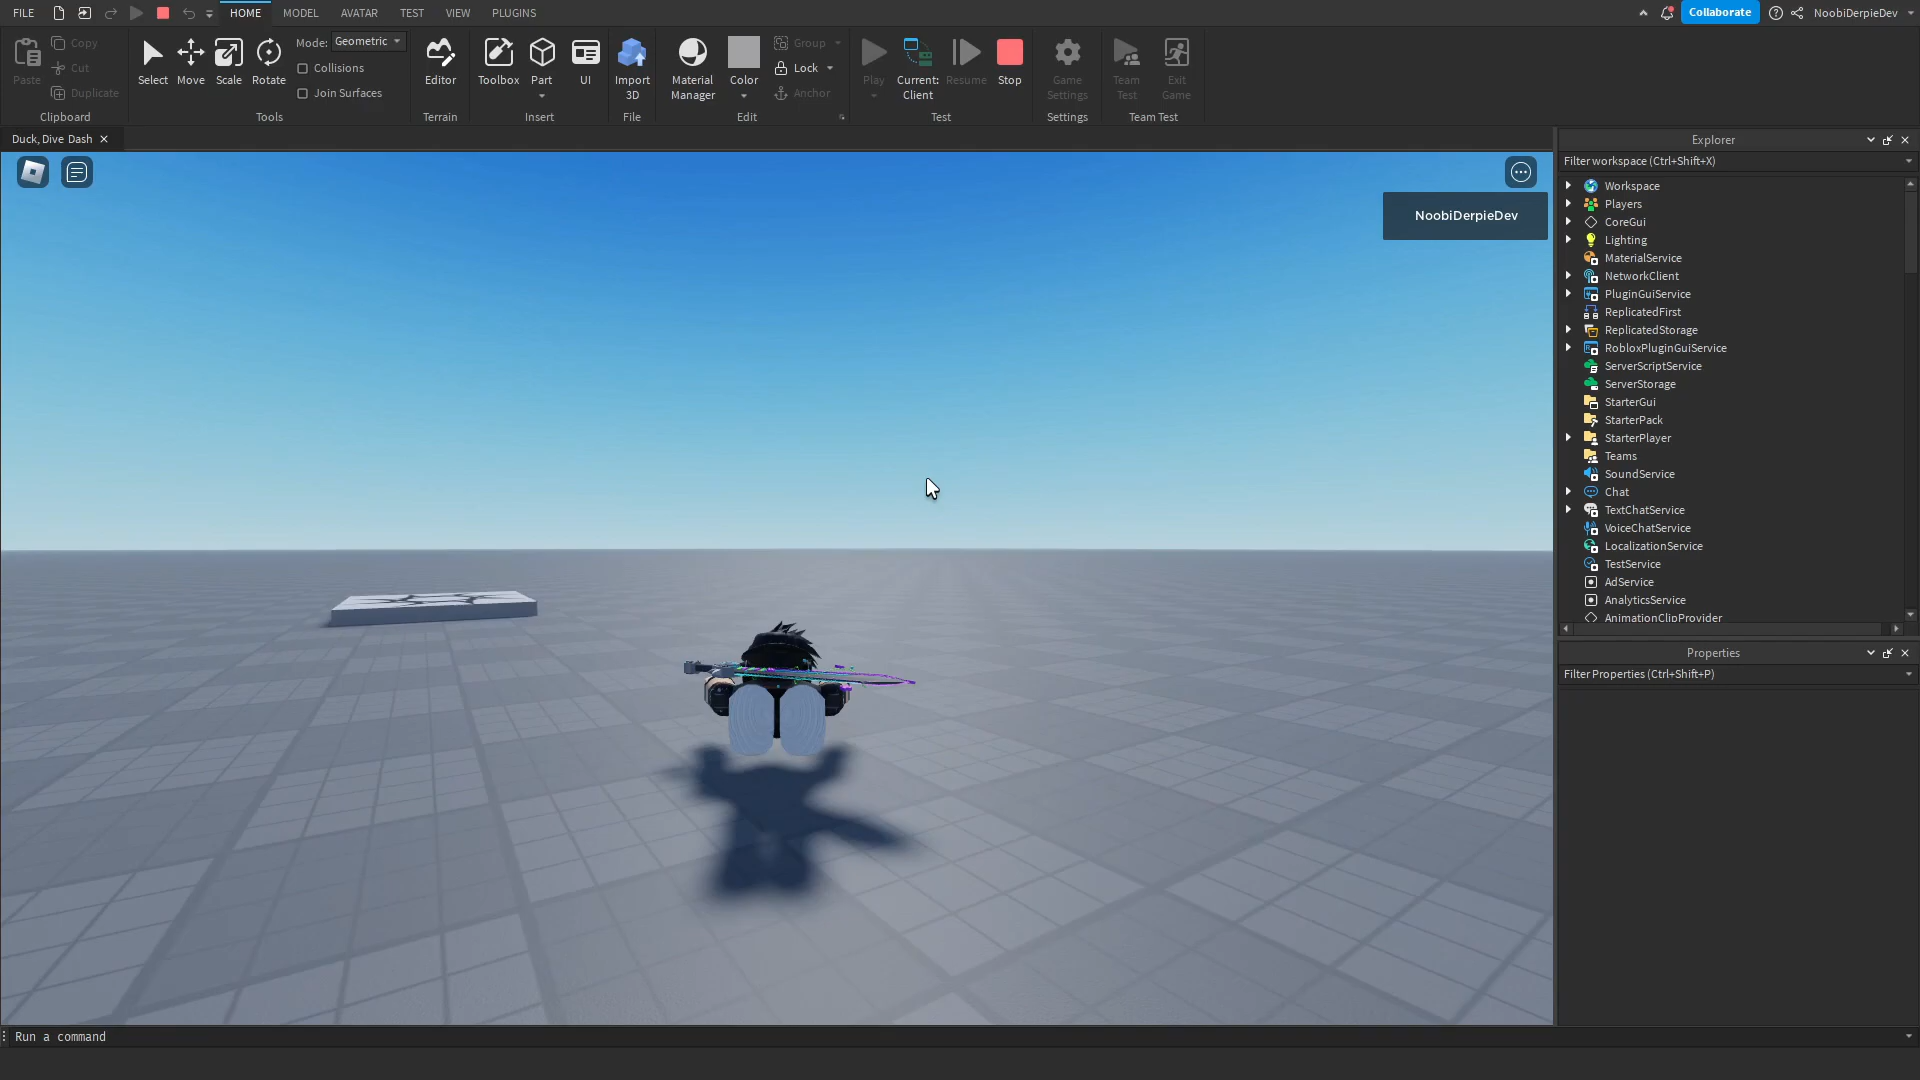 FILE
HOME
MODEL
AVATAR
TEST
VIEW
PLUGINS
Collaborate
NoobiDerpieDev
Paste
Copy
Cut
Duplicate
Clipboard
Select
Move
Scale
Rotate
Mode: Geometric
Collisions
Join Surfaces
Tools
Editor
Terrain
Toolbox
Part
UI
Insert
Import
3D
File
Material
Manager
Color
Group
Lock
Anchor
Edit
Play
Current:
Client
Resume
Stop
Test
Game
Settings
Settings
Team
Test
Exit
Game
Team Test
Duck, Dive Dash
NoobiDerpieDev
Explorer
Filter workspace (Ctrl+Shift+X)
Workspace
Players
CoreGui
Lighting
MaterialService
NetworkClient
PluginGuiService
ReplicatedFirst
ReplicatedStorage
RobloxPluginGuiService
ServerScriptService
ServerStorage
StarterGui
StarterPack
StarterPlayer
Teams
SoundService
Chat
TextChatService
VoiceChatService
LocalizationService
TestService
AdService
AnalyticsService
AnimationClipProvider
Properties
Filter Properties (Ctrl+Shift+P)
Run a command